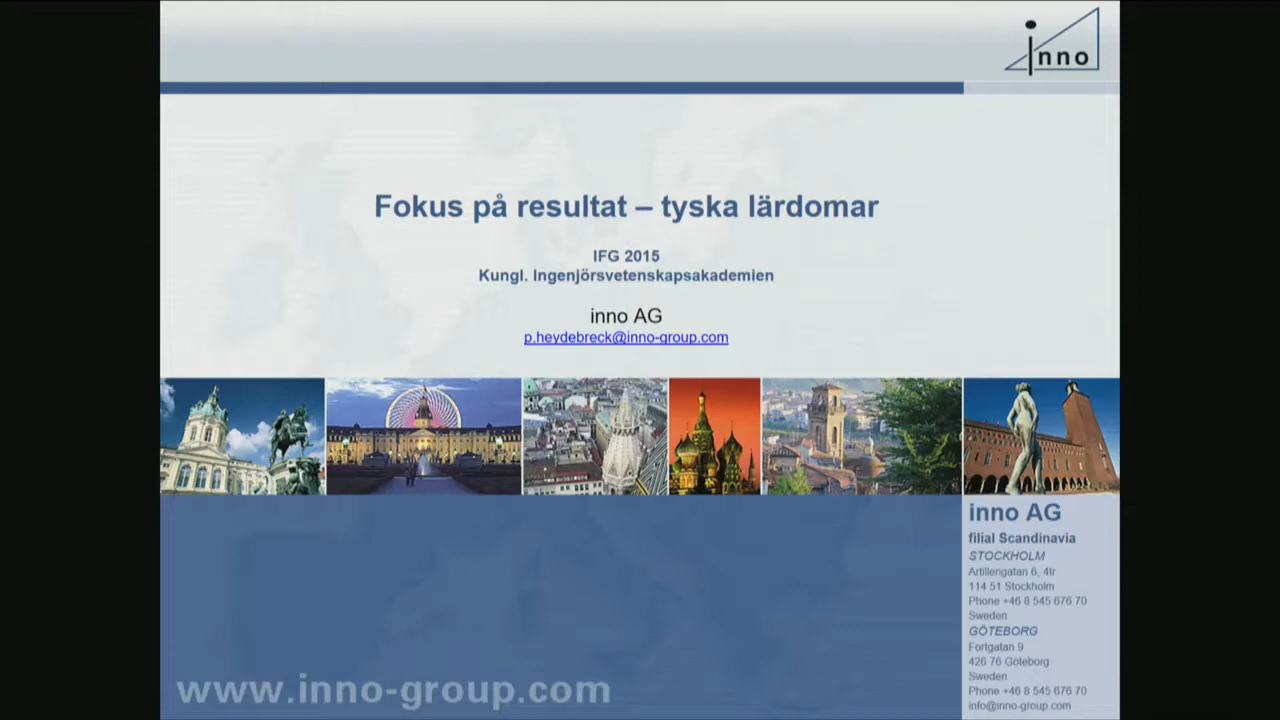 inno
Fokus på resultat – tyska lärdomar
IFG 2015
Kungl. Ingenjörsvetenskapsakademien
inno AG
p.heydebreck@inno-group.com
inno AG
filial Scandinavia
STOCKHOLM
Artillerigatan 6, 4tr
114 51 Stockholm
Phone +46 8 545 676 70
Sweden
GÖTEBORG
Fortgatan 9
426 76 Göteborg
Sweden
Phone +46 8 545 676 70
info@inno-group.com
www.inno-group.com